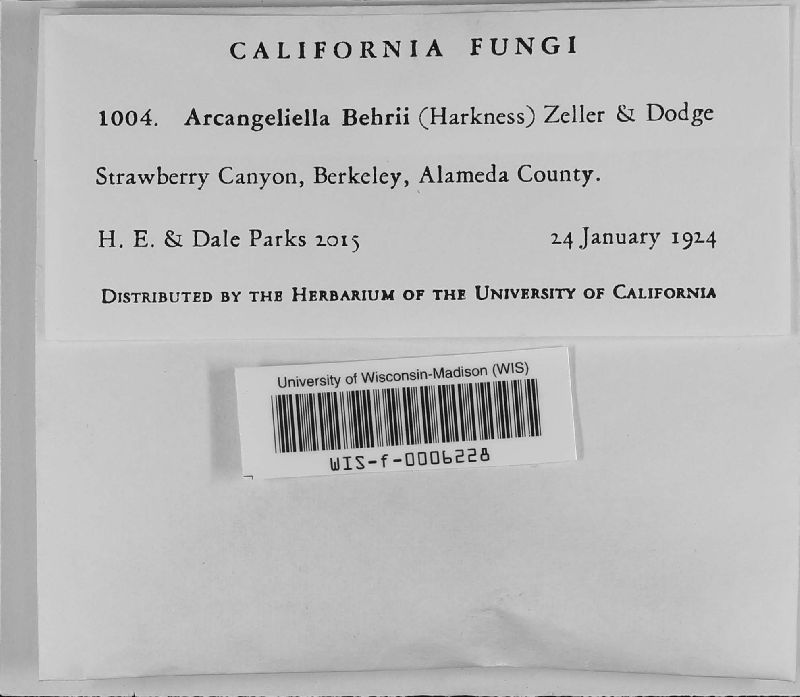 CALIFORNIA FUNGI
1004. Arcangeliella Behrii (Harkness) Zeller & Dodge
Strawberry Canyon, Berkeley, Alameda County.
H. E. & Dale Parks 2015 24 January 1924
DISTRIBUTED BY THE HERBARIUM OF THE UNIVERSITY OF CALIFORNIA
University of Wisconsin-Madison (WIS)
WIS-f-0006228